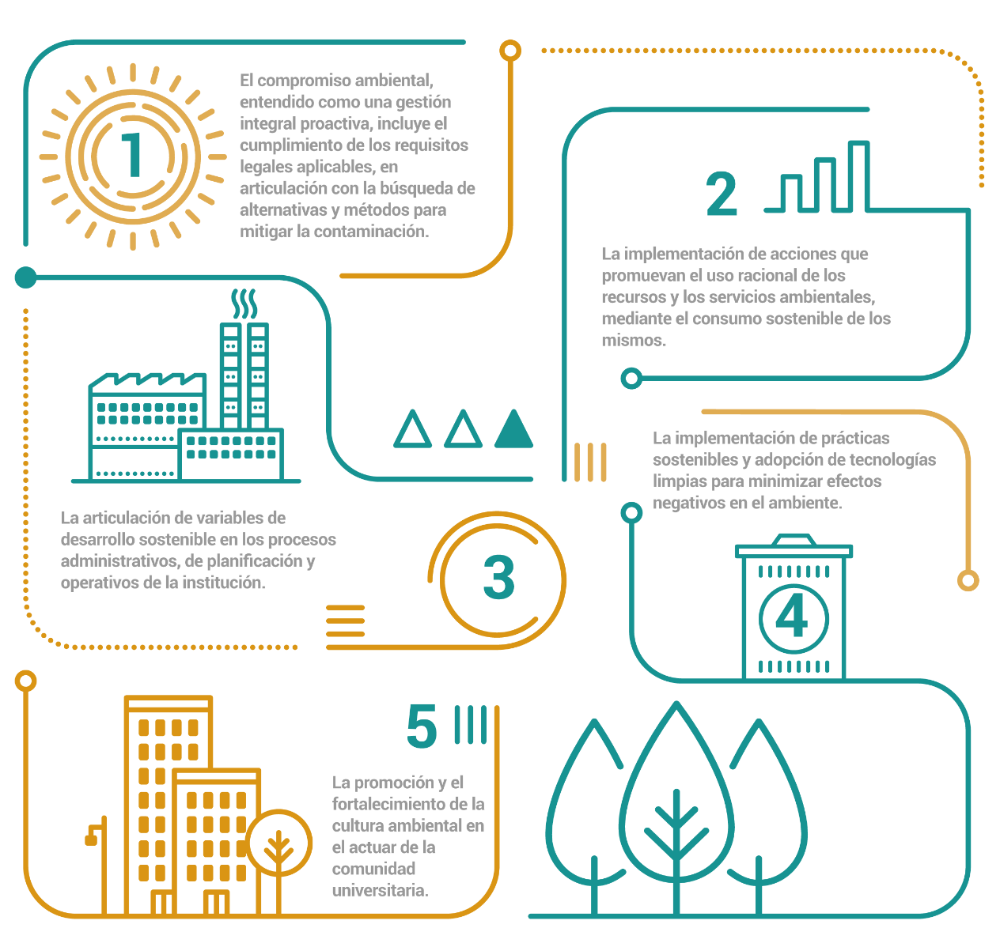 1
El compromiso ambiental,
entendido como una gestión
integral proactiva, incluye el
cumplimiento de los requisitos
legales aplicables, en
articulación con la búsqueda de
alternativas y métodos para
mitigar la contaminación.
2
La implementación de acciones que
promuevan el uso racional de los
recursos y los servicios ambientales,
mediante el consumo sostenible de los
mismos.
La articulación de variables de
desarrollo sostenible en los procesos
administrativos, de planificación y
operativos de la institución.
3
La implementación de prácticas
sostenibles y adopción de tecnologías
limpias para minimizar efectos
negativos en el ambiente.
4
5
La promoción y el
fortalecimiento de la
cultura ambiental en
el actuar de la
comunidad
universitaria.